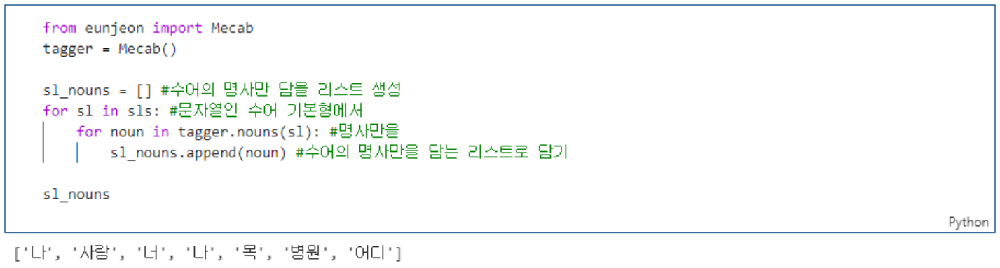 from eunjeon import Mecab
tagger = Mecab()
sl_nouns = [] #수어의 명사만 담을 리스트 생성
for sl in sls: #문자열인 수어 기본형에서
for noun in tagger.nouns(sl): #명사만을
sl_nouns.append(noun) #수어의 명사만을 담는 리스트로 담기
sl_nouns
Python
['나', '사랑', '너', '나', '목', '병원', '어디']